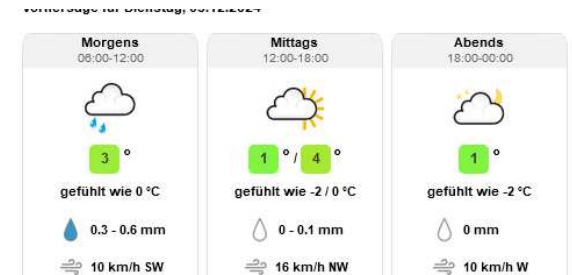 Vorhersage für Dienstag, 03.12.2024
Morgens
06:00-12:00
3 °
gefühlt wie 0 °C
0.3 - 0.6 mm
10 km/h SW
Mittags
12:00-18:00
1 ° / 4 °
gefühlt wie -2 / 0 °C
0 - 0.1 mm
16 km/h NW
Abends
18:00-00:00
1 °
gefühlt wie -2 °C
0 mm
10 km/h W